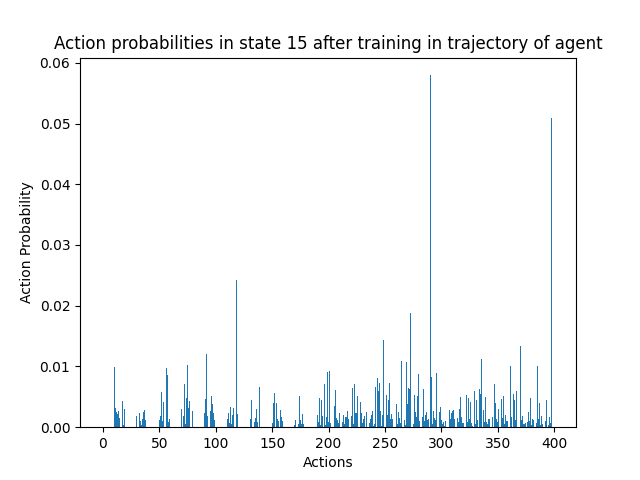 Action probabilities in state 15 after training in trajectory of agent
0.06
0.05
0.04
0.03
0.02
0.01
0.00
Action Probability
0 50 100 150 200 250 300 350 400
Actions